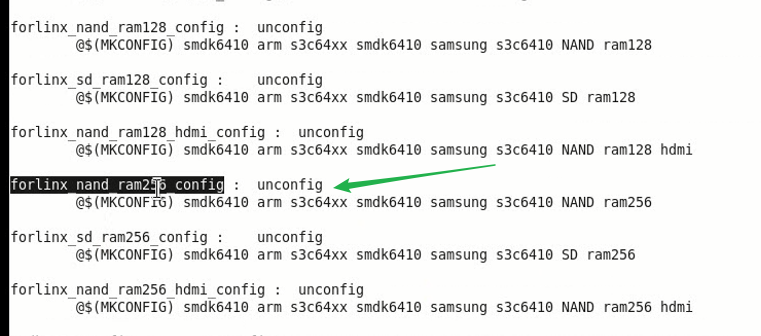 forlinx_nand_ram128_config :  unconfig
@$(MKCONFIG) smdk6410 arm s3c64xx smdk6410 samsung s3c6410 NAND ram128
forlinx_sd_ram128_config :    unconfig
@$(MKCONFIG) smdk6410 arm s3c64xx smdk6410 samsung s3c6410 SD ram128
forlinx_nand_ram128_hdmi_config :  unconfig
@$(MKCONFIG) smdk6410 arm s3c64xx smdk6410 samsung s3c6410 NAND ram128 hdmi
forlinx_nand_ram256_config :  unconfig
@$(MKCONFIG) smdk6410 arm s3c64xx smdk6410 samsung s3c6410 NAND ram256
forlinx_sd_ram256_config :    unconfig
@$(MKCONFIG) smdk6410 arm s3c64xx smdk6410 samsung s3c6410 SD ram256
forlinx_nand_ram256_hdmi_config :  unconfig
@$(MKCONFIG) smdk6410 arm s3c64xx smdk6410 samsung s3c6410 NAND ram256 hdmi